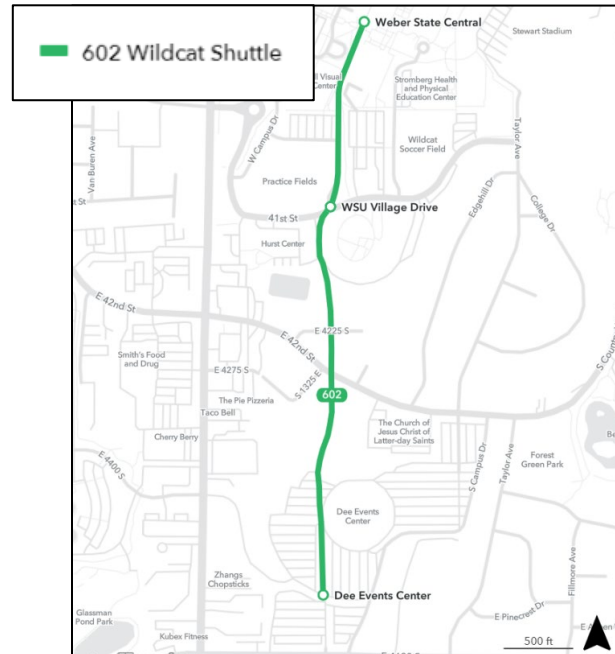 602 Wildcat Shuttle
Weber State Central
Stewart Stadium
ll Visual
Center
Stromberg Health
and Physical
Education Center
W Campus Dr
Wildcat
Soccer Field
Taylor Ave
Van Buren Ave
Practice Fields
Edgehill Dr
College Dr
st St
WSU Village Drive
41st St
Hurst Center
E 42nd St
E 4225 S
E 42nd St
S Count
Smith's Food
and Drug
E 4275 S
S 1325 E
602
The Pie Pizzeria
Taco Bell
The Church of
Jesus Christ of
Latter-day Saints
Cherry Berry
S Campus Dr
Taylor Ave
Forest
Green Park
Be
E 4400 S
Dee Events
Center
Zhangs
Chopsticks
Fillmore Ave
Dee Events Center
Glassman
Pond Park
E Pinecrest Dr
Kubex Fitness
500 ft